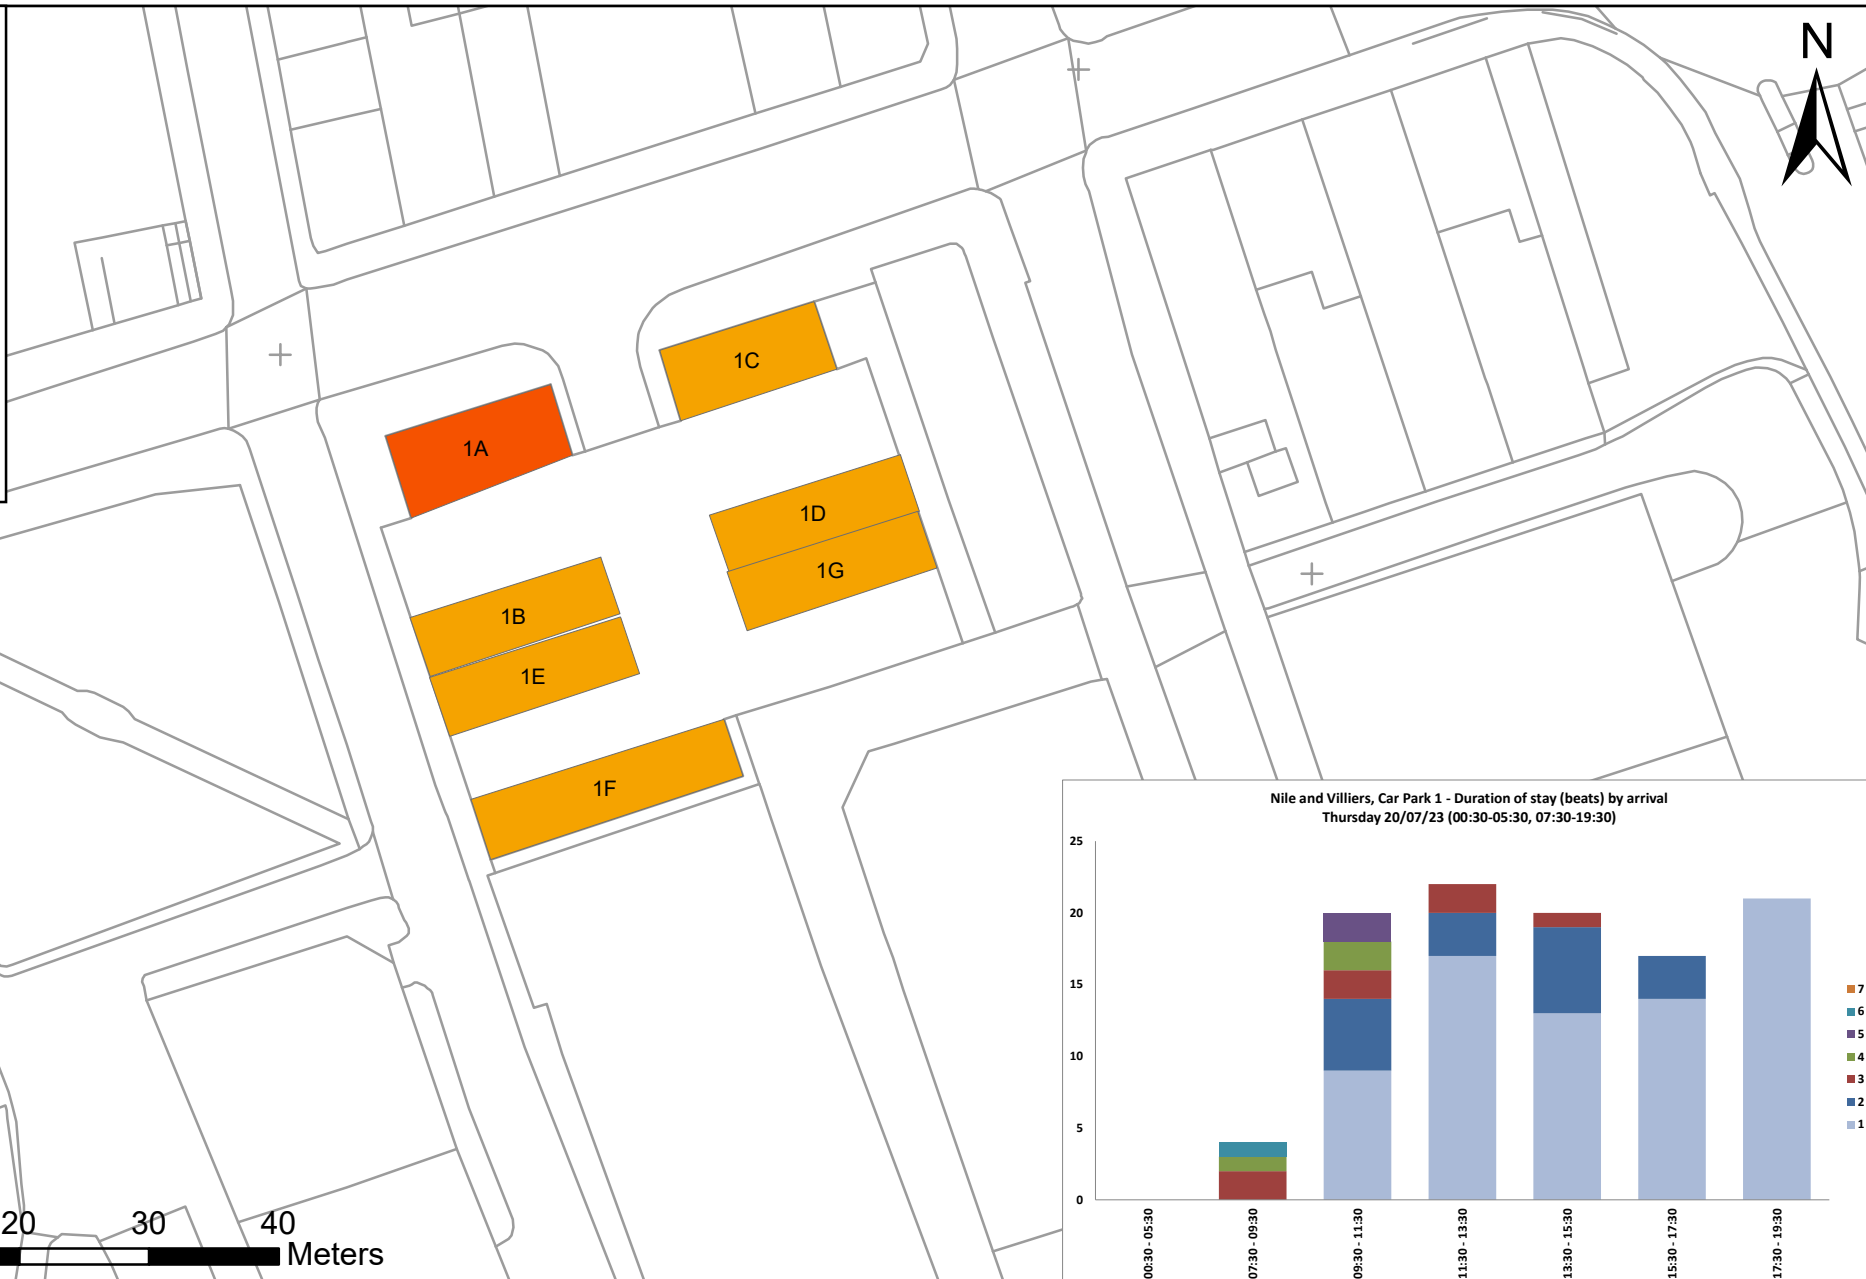 N
1A
1C
1D
1G
1B
1E
1F
20 30 40
Meters
Nile and Villiers, Car Park 1 - Duration of stay (beats) by arrival
Thursday 20/07/23 (00:30-05:30, 07:30-19:30)
25
20
15
10
5
0
00:30 - 05:30
07:30 - 09:30
09:30 - 11:30
11:30 - 13:30
13:30 - 15:30
15:30 - 17:30
17:30 - 19:30
7
6
5
4
3
2
1